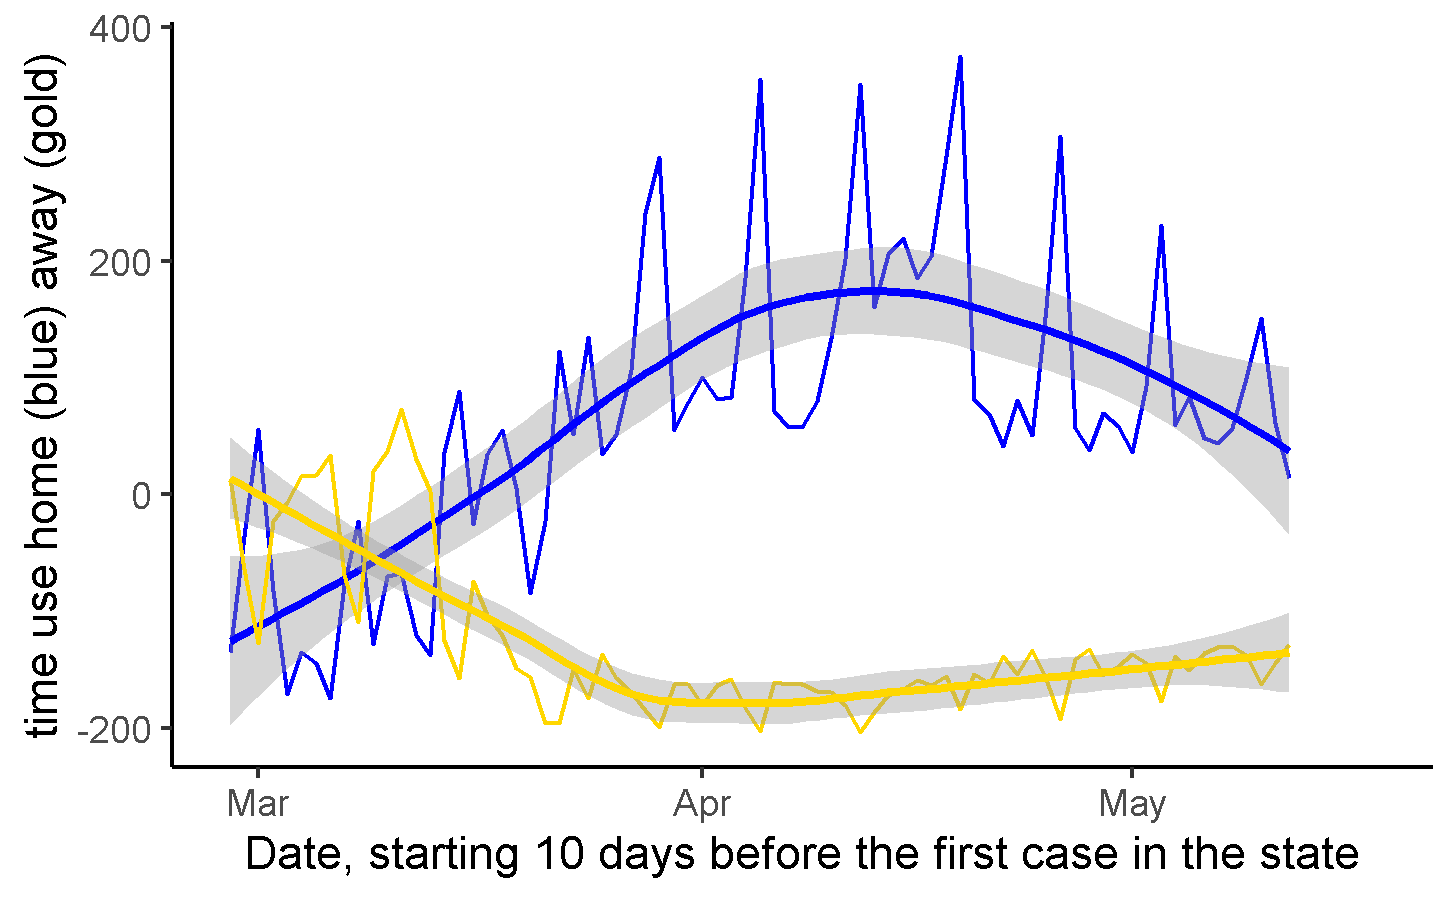 time use home (blue) away (gold)
400
200
0
-200
Mar
Apr
May
Date, starting 10 days before the first case in the state